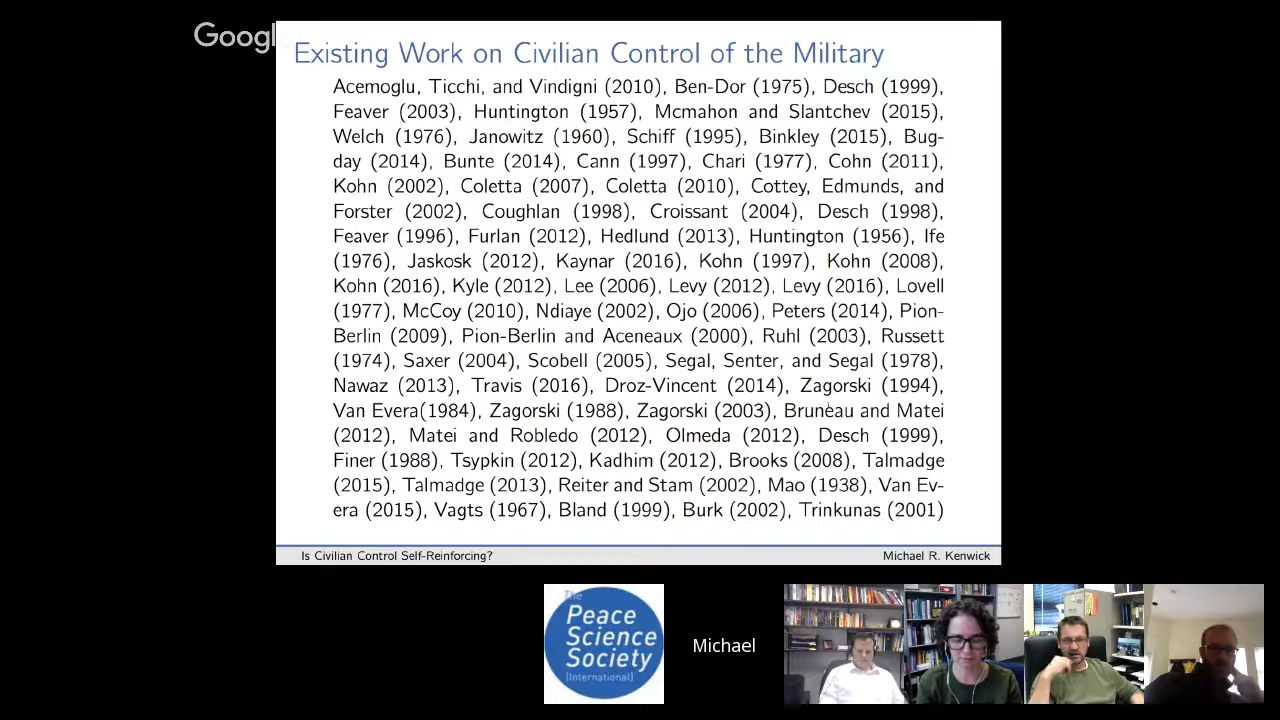 Googl
Existing Work on Civilian Control of the Military
Acemoglu, Ticchi, and Vindigni (2010), Ben-Dor (1975), Desch (1999),
Feaver (2003), Huntington (1957), Mcmahon and Slantchev (2015),
Welch (1976), Janowitz (1960), Schiff (1995), Binkley (2015), Bug-
day (2014), Bunte (2014), Cann (1997), Chari (1977), Cohn (2011),
Kohn (2002), Coletta (2007), Coletta (2010), Cottey, Edmunds, and
Forster (2002), Coughlan (1998), Croissant (2004), Desch (1998),
Feaver (1996), Furlan (2012), Hedlund (2013), Huntington (1956), Ife
(1976), Jaskosk (2012), Kaynar (2016), Kohn (1997), Kohn (2008),
Kohn (2016), Kyle (2012), Lee (2006), Levy (2012), Levy (2016), Lovell
(1977), McCoy (2010), Ndiaye (2002), Ojo (2006), Peters (2014), Pion-
Berlin (2009), Pion-Berlin and Aceneaux (2000), Ruhl (2003), Russett
(1974), Saxer (2004), Scobell (2005), Segal, Senter, and Segal (1978),
Nawaz (2013), Travis (2016), Droz-Vincent (2014), Zagorski (1994),
Van Evera(1984), Zagorski (1988), Zagorski (2003), Bruneau and Matei
(2012), Matei and Robledo (2012), Olmeda (2012), Desch (1999),
Finer (1988), Tsypkin (2012), Kadhim (2012), Brooks (2008), Talmadge
(2015), Talmadge (2013), Reiter and Stam (2002), Mao (1938), Van Ev-
era (2015), Vagts (1967), Bland (1999), Burk (2002), Trinkunas (2001)
Is Civilian Control Self-Reinforcing? Michael R. Kenwick
The
Peace
Science
Society
[International]
Michael